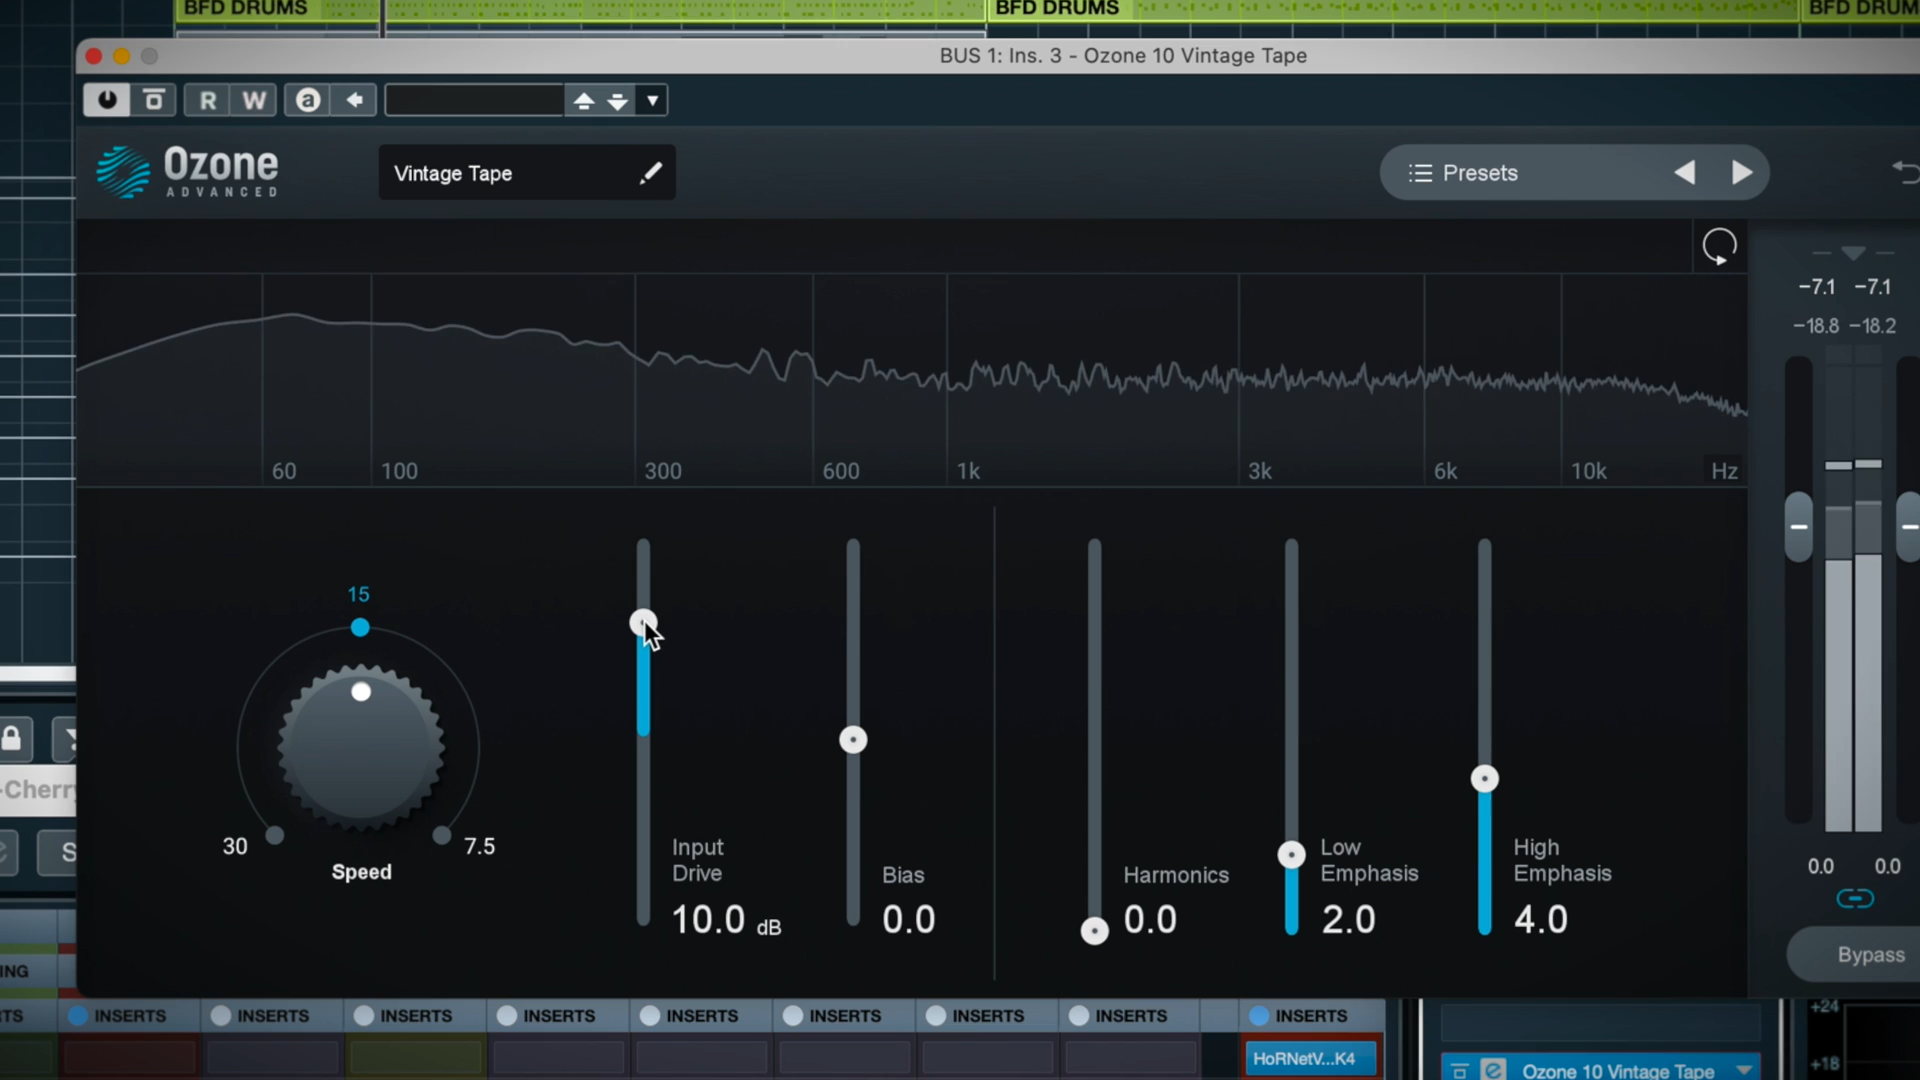 BFD DRUMS
BFD DRUMS
BFD DRUM
BUS 1: Ins. 3 - Ozone 10 Vintage Tape
R W a
Ozone
ADVANCED
Vintage Tape
Presets
-7.1 -7.1
-18.8 -18.2
60 100 300 600 1k 3k 6k 10k Hz
15
30
7.5
Speed
Input
Drive
10.0 dB
Bias
0.0
Harmonics
0.0
Low
Emphasis
2.0
High
Emphasis
4.0
0.0 0.0
Bypass
-Cherry
S
ING
TS
INSERTS INSERTS INSERTS INSERTS INSERTS INSERTS INSERTS INSERTS INSERTS
HoRNetV...K4
e Ozone 10 Vintage Tape
+24
+18